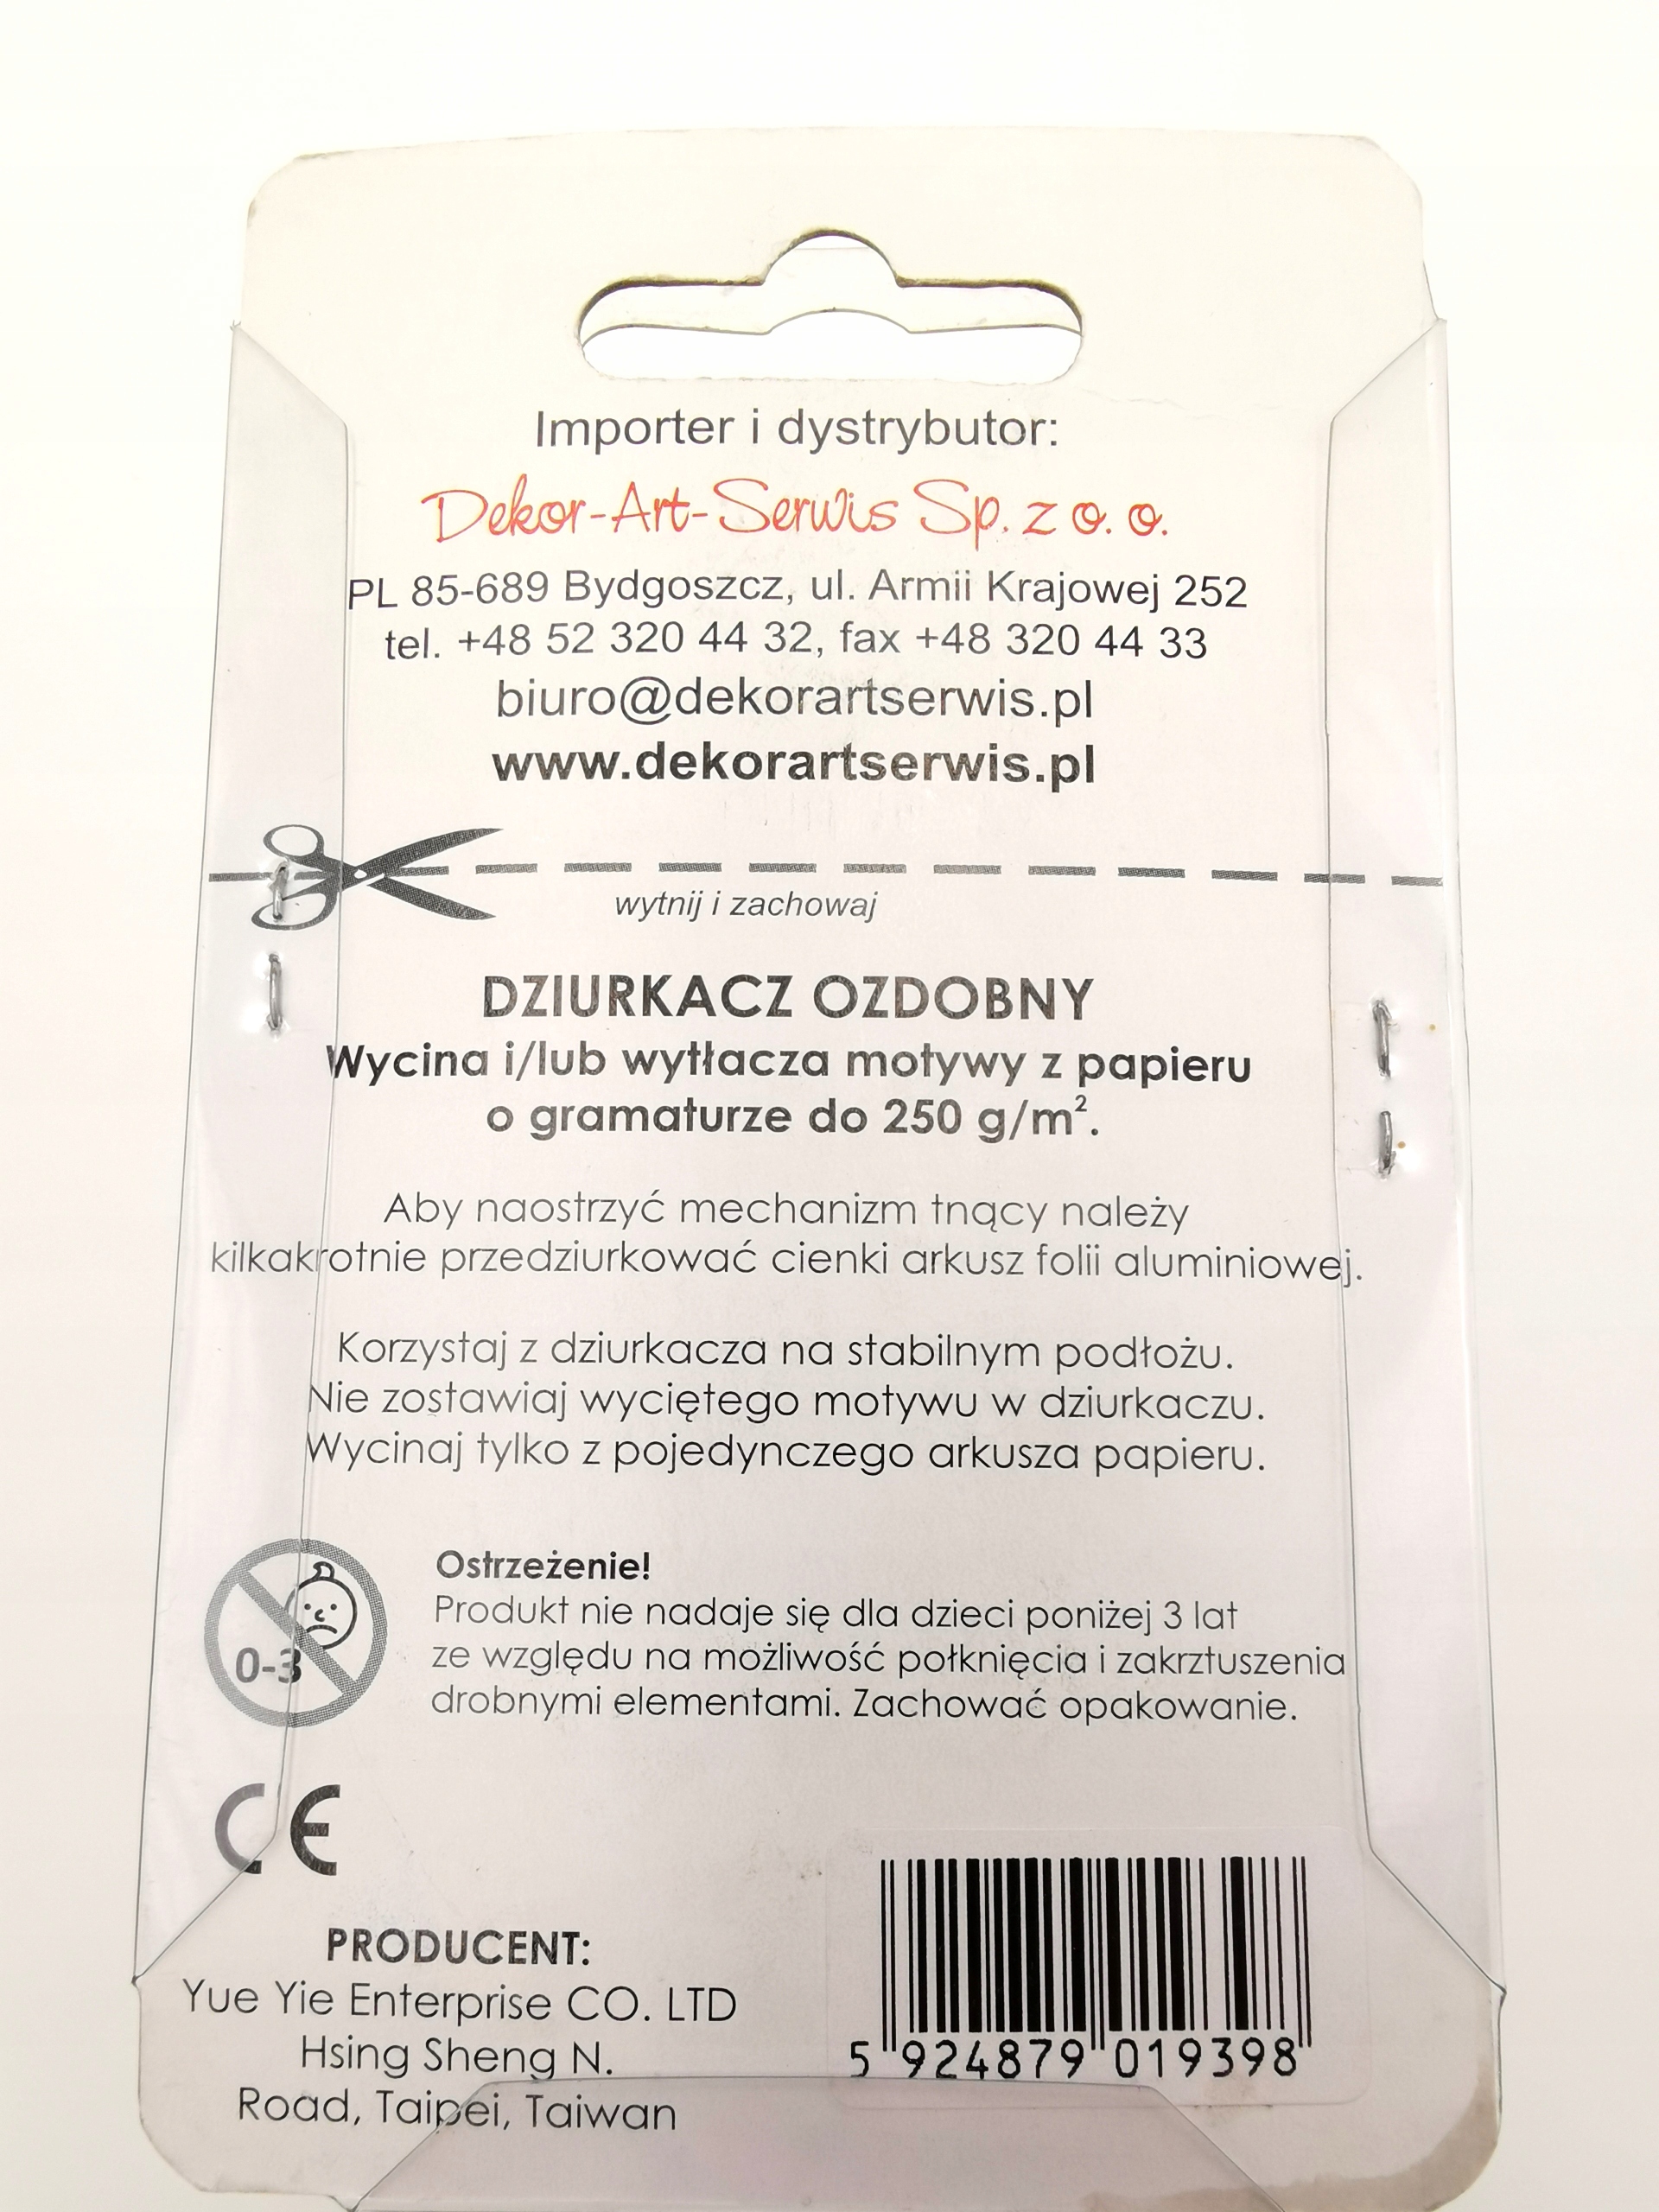 Importer i dystrybutor:
Dekor-Art-Serwis Sp. z o. o.
PL 85-689 Bydgoszcz, ul. Armii Krajowej 252
tel. +48 52 320 44 32, fax +48 320 44 33
biuro@dekorartserwis.pl
www.dekorartserwis.pl
wytnij i zachowaj
DZIURKACZ OZDOBNY
Wycina i/lub wytłacza motywy z papieru
o gramaturze do 250 g/m².
Aby naostrzyć mechanizm tnący należy
kilkakrotnie przedziurkować cienki arkusz folii aluminiowej.
Korzystaj z dziurkacza na stabilnym podłożu.
Nie zostawiaj wyciętego motywu w dziurkaczu.
Wycinaj tylko z pojedynczego arkusza papieru.
0-3
Ostrzeżenie!
Produkt nie nadaje się dla dzieci poniżej 3 lat
ze względu na możliwość połknięcia i zakrztuszenia
drobnymi elementami. Zachować opakowanie.
CE
PRODUCENT:
Yue Yie Enterprise CO. LTD
Hsing Sheng N.
Road, Taipei, Taiwan
5 924879 019398